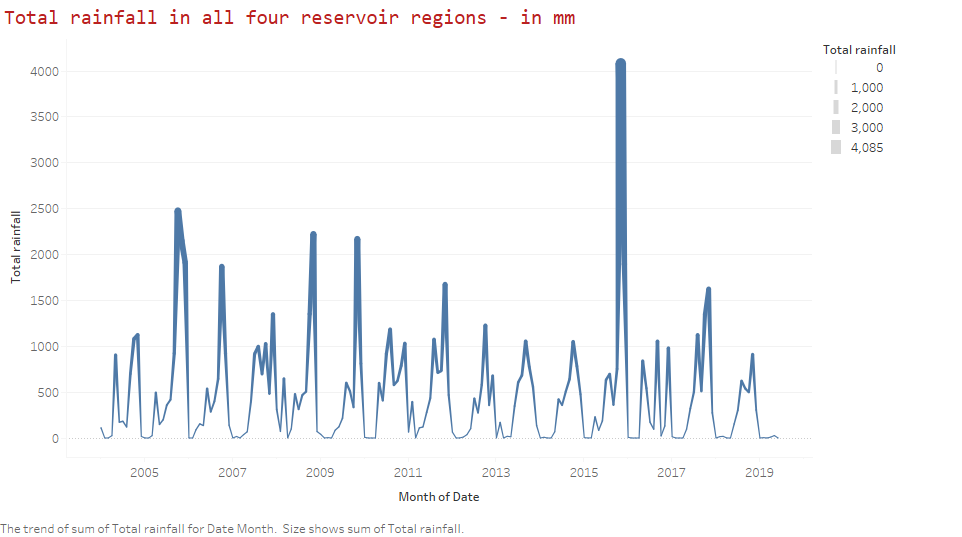 Total rainfall in all four reservoir regions - in mm
Total rainfall
0
1,000
2,000
3,000
4,085
Total rainfall
4000
3500
3000
2500
2000
1500
1000
500
0
2005 2007 2009 2011 2013 2015 2017 2019
Month of Date
The trend of sum of Total rainfall for Date Month. Size shows sum of Total rainfall.